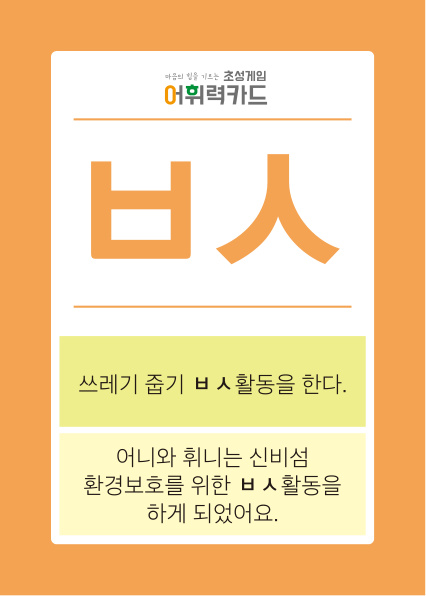 마음의 힘을 기르는 초성게임
어휘력카드
ㅂㅅ
쓰레기 줍기 ㅂㅅ활동을 한다.
어니와 휘니는 신비섬
환경보호를 위한 ㅂㅅ활동을
하게 되었어요.